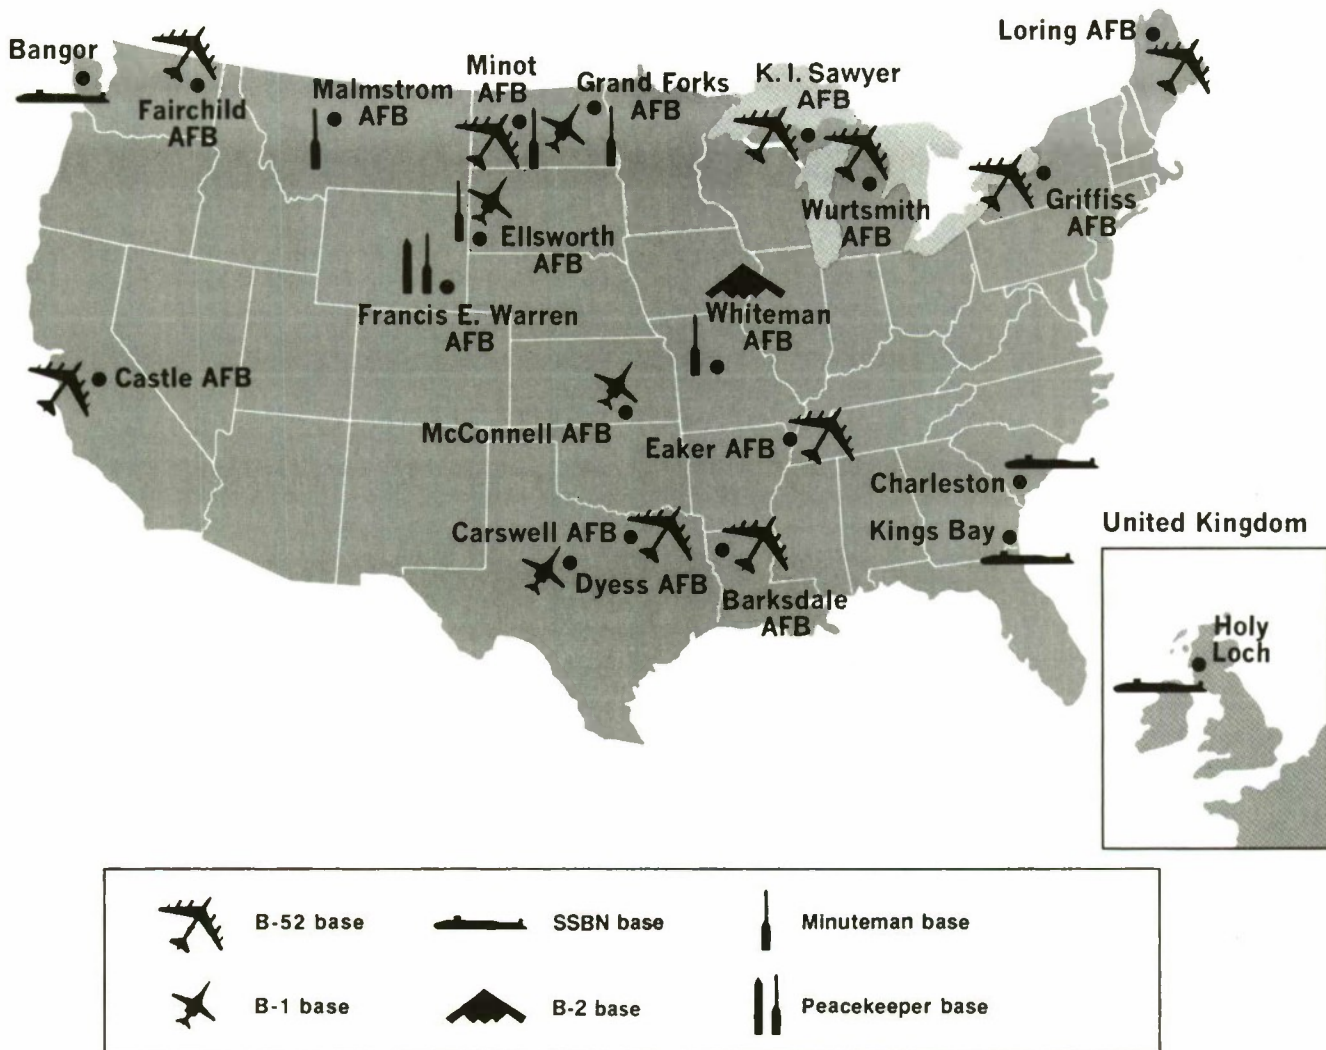 Bangor
Fairchild
AFB
Malmstrom
AFB
Minot
AFB
Grand Forks
AFB
K. I. Sawyer
AFB
Loring AFB
Wurtsmith
AFB
Griffiss
AFB
Ellsworth
AFB
Francis E. Warren
AFB
Whiteman
AFB
Castle AFB
McConnell AFB
Eaker AFB
Charleston
Carswell AFB
Kings Bay
Dyess AFB
Barksdale
AFB
United Kingdom
Holy
Loch
B-52 base
SSBN base
Minuteman base
B-1 base
B-2 base
Peacekeeper base